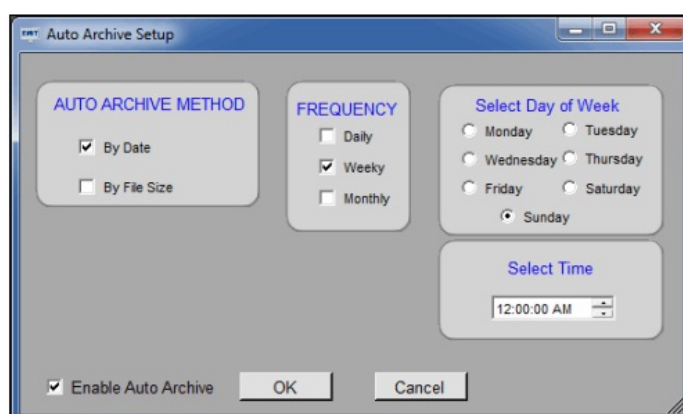 Auto Archive Setup
AUTO ARCHIVE METHOD
By Date
By File Size
FREQUENCY
Daily
Weeky
Monthly
Select Day of Week
Monday Tuesday
Wednesday Thursday
Friday Saturday
Sunday
Select Time
12:00:00 AM
Enable Auto Archive OK Cancel